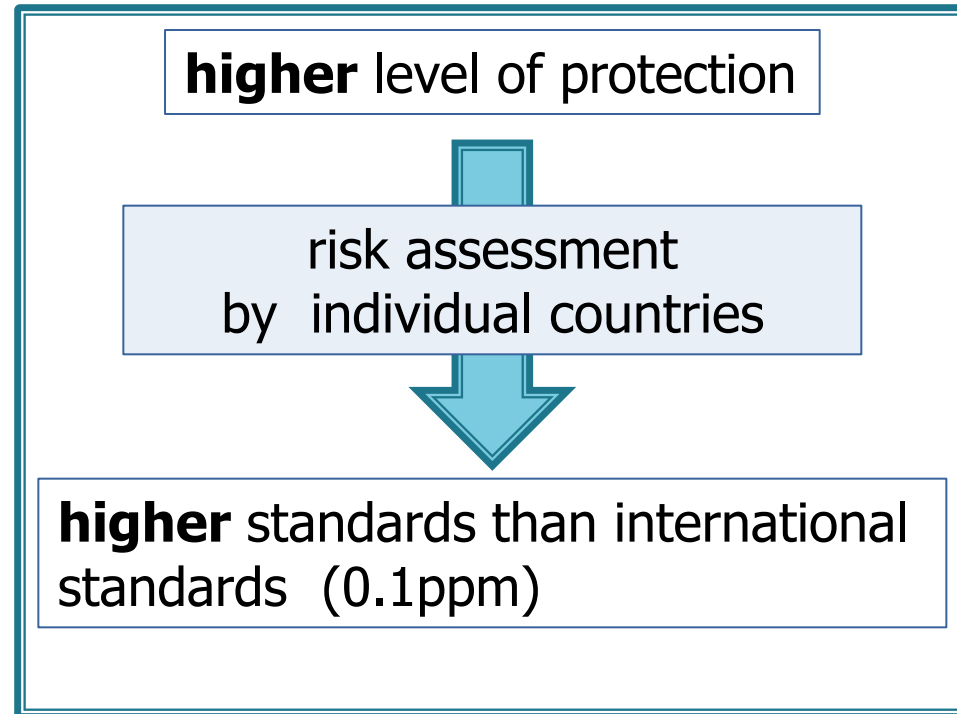 higher level of protection
risk assessment
by  individual countries
higher standards than international
standards  (0.1ppm)